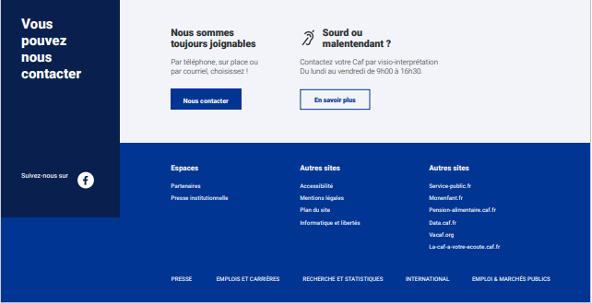 Vous
pouvez
nous
contacter
Nous sommes
toujours joignables
Par téléphone, sur place ou
par courriel, choisissez !
Nous contacter
Sourd ou
malentendant ?
Contactez votre Caf par visio-interprétation
Du lundi au vendredi de 9h00 à 16h30.
En savoir plus
Suivez-nous sur
Espaces
Partenaires
Presse institutionnelle
Autres sites
Accessibilité
Mentions légales
Plan du site
Informatique et libertés
Autres sites
Service-public.fr
Monenfant.fr
Pension-alimentaire.caf.fr
Data.caf.fr
Vacaf.org
La-caf-a-votre-ecoute.caf.fr
PRESSE
EMPLOIS ET CARRIÈRES
RECHERCHE ET STATISTIQUES
INTERNATIONAL
EMPLOI & MARCHÉS PUBLICS